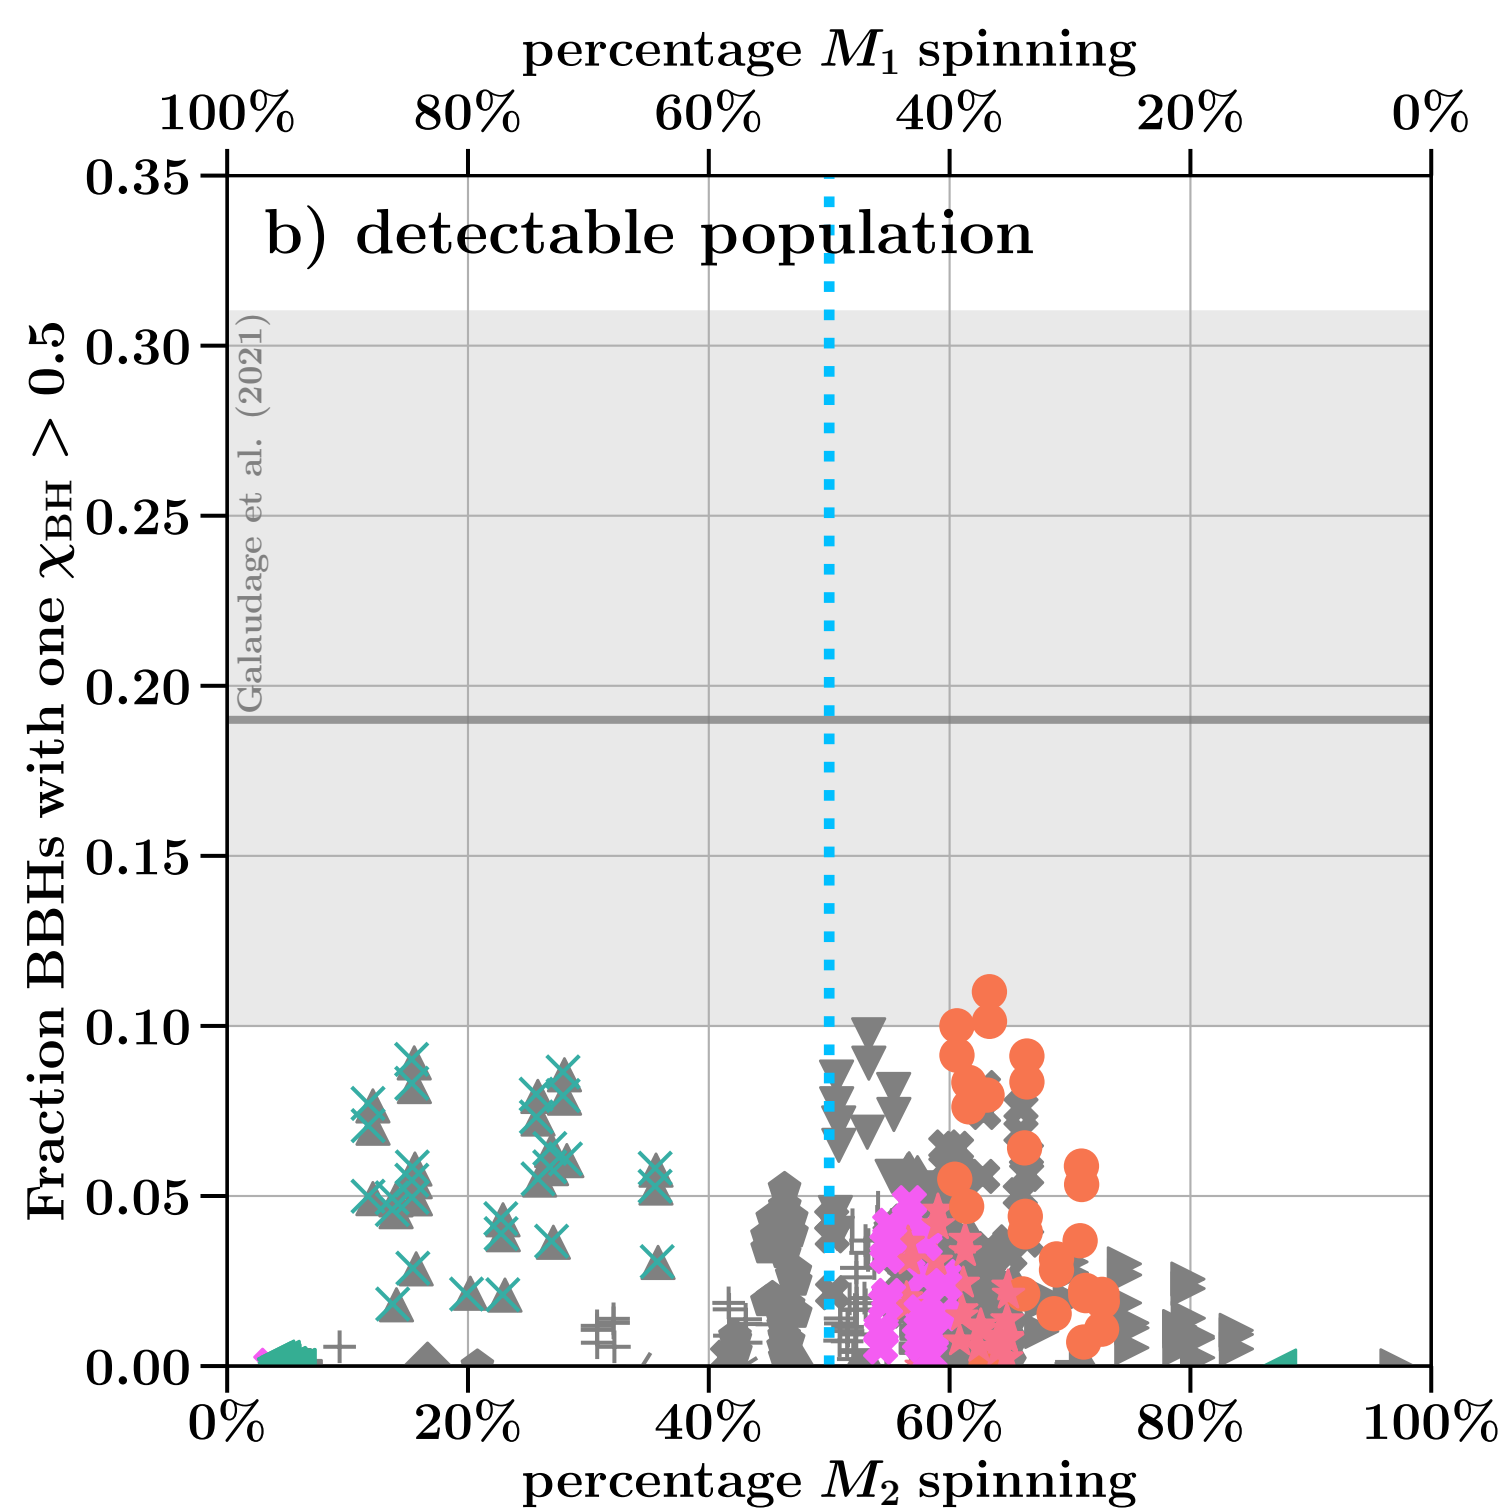 percentage M₁ spinning
100% 80% 60% 40% 20% 0%
b) detectable population
0.35
0.30
0.25
0.20
0.15
0.10
0.05
0.00
Fraction BBHs with one χ_BH > 0.5
Galaudage et al. (2021)
0% 20% 40% 60% 80% 100%
percentage M₂ spinning